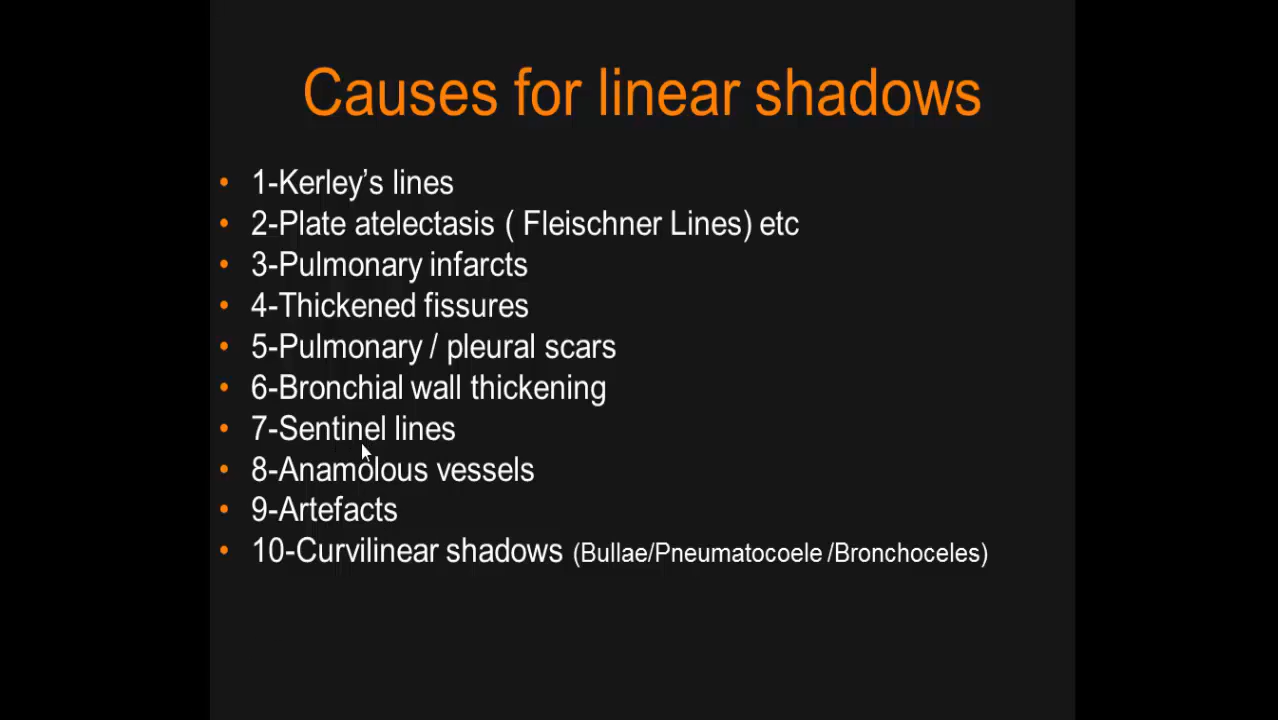 Causes for linear shadows
• 1-Kerley's lines
• 2-Plate atelectasis ( Fleischner Lines) etc
• 3-Pulmonary infarcts
• 4-Thickened fissures
• 5-Pulmonary / pleural scars
• 6-Bronchial wall thickening
• 7-Sentinel lines
• 8-Anamolous vessels
• 9-Artefacts
• 10-Curvilinear shadows (Bullae/Pneumatocoele /Bronchoceles)